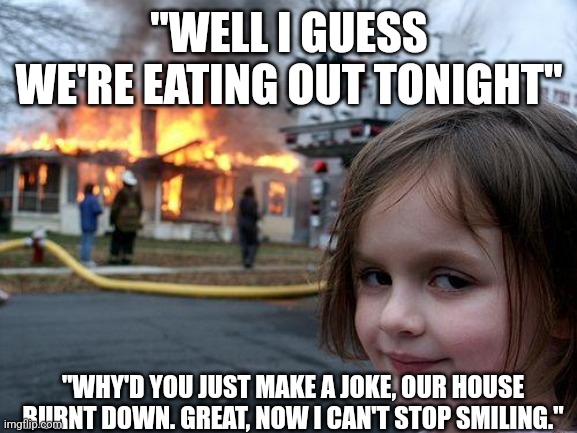 "WELL I GUESS
WE'RE EATING OUT TONIGHT"
"WHY'D YOU JUST MAKE A JOKE, OUR HOUSE
BURNT DOWN. GREAT, NOW I CAN'T STOP SMILING."
imgflip.com